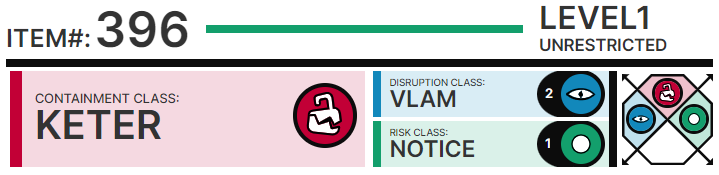 ITEM#: 396
LEVEL1
UNRESTRICTED
CONTAINMENT CLASS:
KETER
DISRUPTION CLASS:
VLAM
2
RISK CLASS:
NOTICE
1